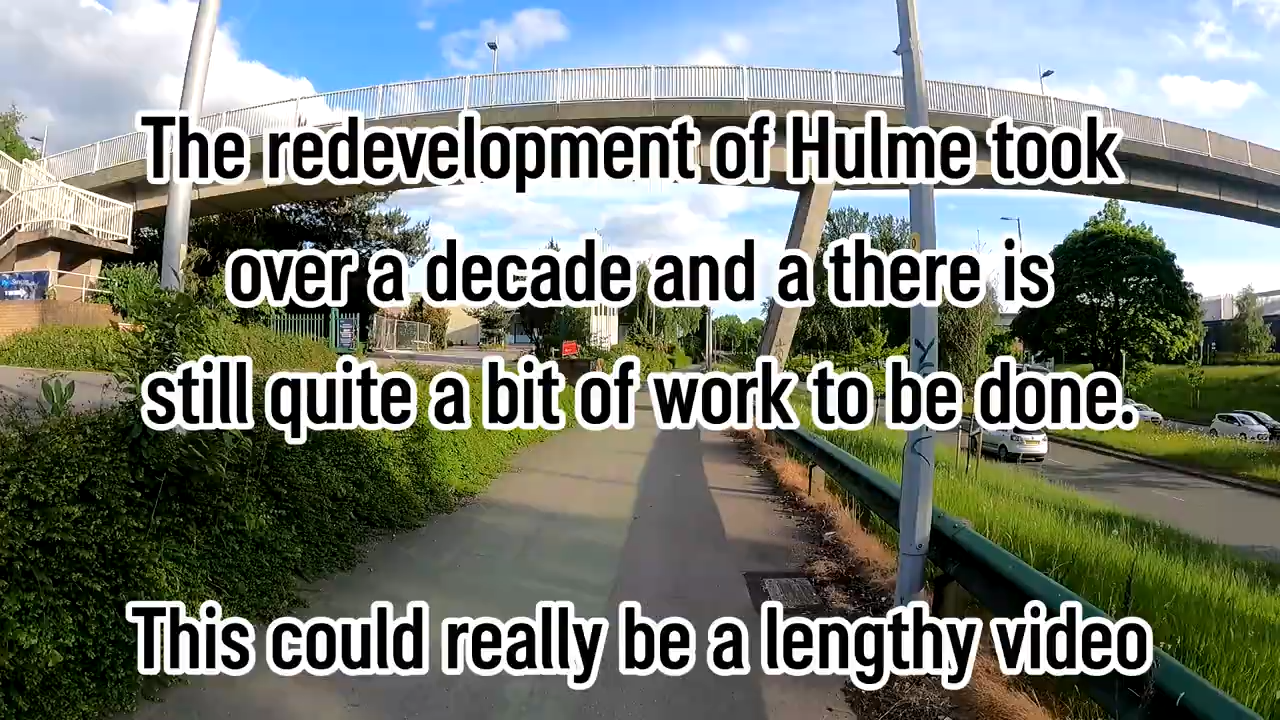 The redevelopment of Hulme took
over a decade and a there is
still quite a bit of work to be done.
This could really be a lengthy video